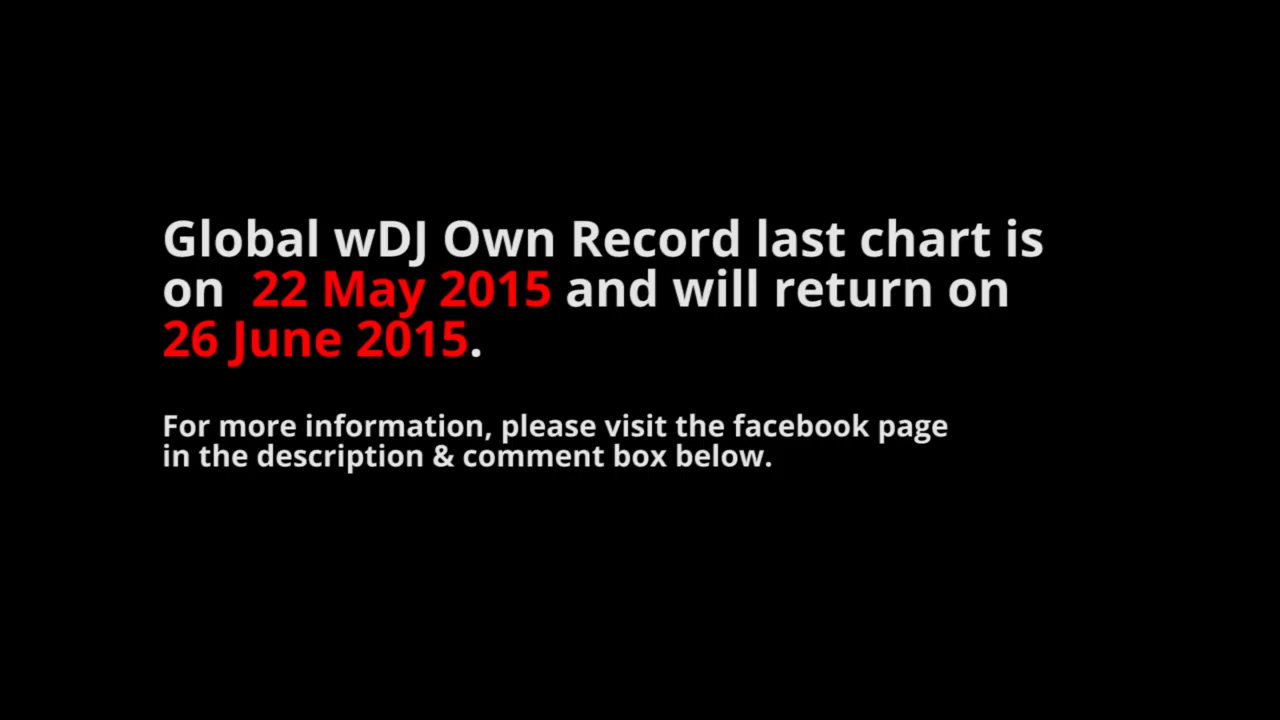 Global wDJ Own Record last chart is
on  22 May 2015 and will return on
26 June 2015.
For more information, please visit the facebook page
in the description & comment box below.